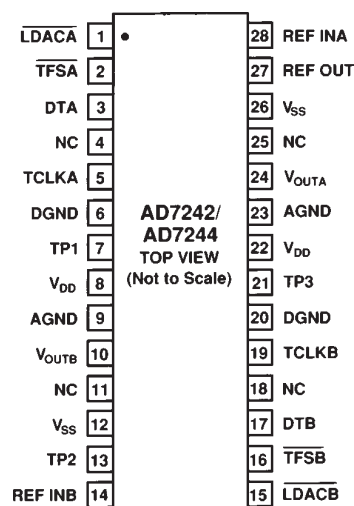 LDACA 1 28 REF INA
TFSA 2 27 REF OUT
DTA 3 26 VSS
NC 4 25 NC
TCLKA 5 24 VOUTA
DGND 6 23 AGND
TP1 7 22 VDD
VDD 8 21 TP3
AGND 9 20 DGND
VOUTB 10 19 TCLKB
NC 11 18 NC
VSS 12 17 DTB
TP2 13 16 TFSB
REF INB 14 15 LDACB
AD7242/
AD7244
TOP VIEW
(Not to Scale)